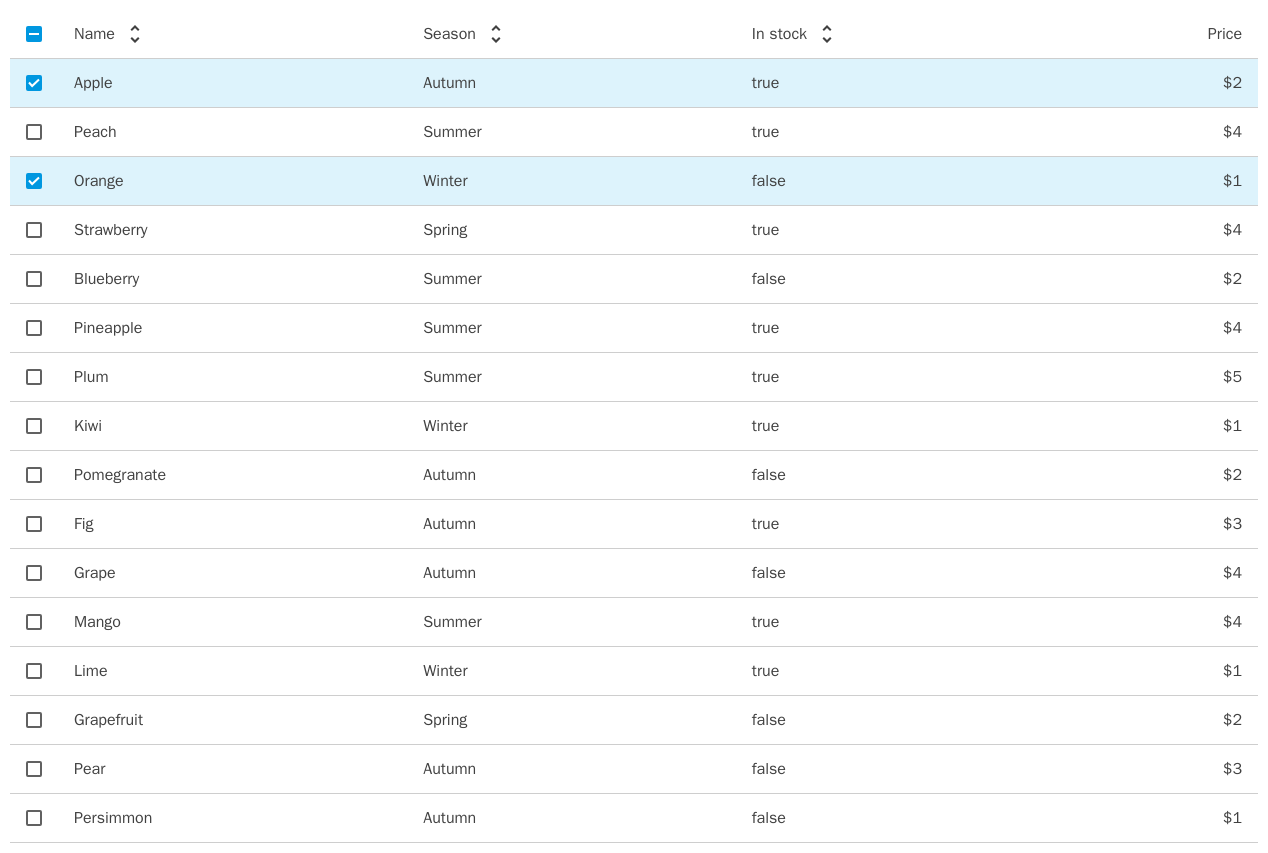 Name Season In stock Price
Apple Autumn true $2
Peach Summer true $4
Orange Winter false $1
Strawberry Spring true $4
Blueberry Summer false $2
Pineapple Summer true $4
Plum Summer true $5
Kiwi Winter true $1
Pomegranate Autumn false $2
Fig Autumn true $3
Grape Autumn false $4
Mango Summer true $4
Lime Winter true $1
Grapefruit Spring false $2
Pear Autumn false $3
Persimmon Autumn false $1